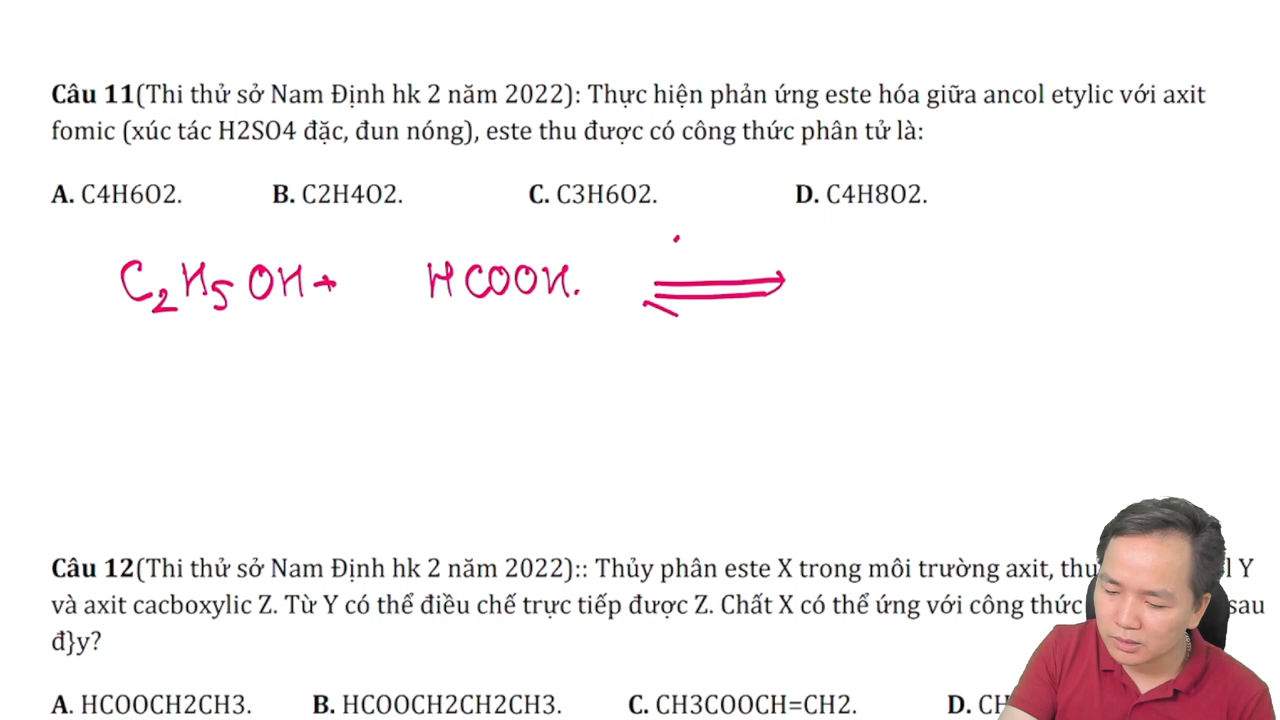 Câu 11(Thi thử sở Nam Định hk 2 năm 2022): Thực hiện phản ứng este hóa giữa ancol etylic với axit
fomic (xúc tác H2SO4 đặc, đun nóng), este thu được có công thức phân tử là:
A. C4H6O2. B. C2H4O2. C. C3H6O2. D. C4H8O2.
C2H5OH + HCOOH. ⇌
Câu 12(Thi thử sở Nam Định hk 2 năm 2022):: Thủy phân este X trong môi trường axit, Y
và axit cacboxylic Z. Từ Y có thể điều chế trực tiếp được Z. Chất X có thể ứng với công thức sau
đ}y?
A. HCOOCH2CH3. B. HCOOCH2CH2CH3. C. CH3COOCH=CH2. D.